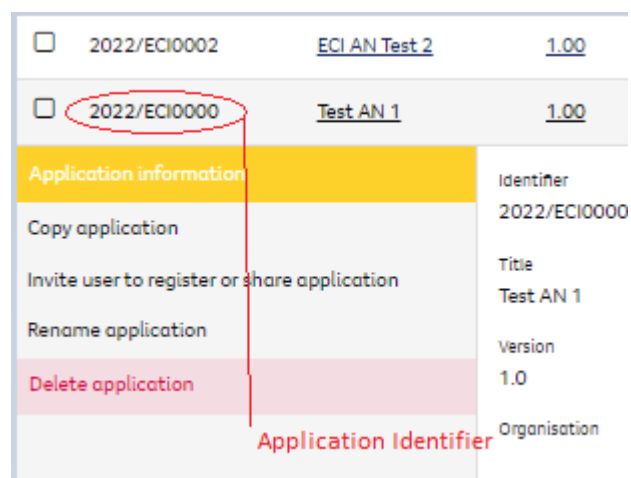 2022/ECI0002 ECI AN Test 2 1.00
2022/ECI0000 Test AN 1 1.00
Application information
Copy application
Invite user to register or share application
Rename application
Delete application
Application Identifier
Identifier
2022/ECI0000
Title
Test AN 1
Version
1.0
Organisation